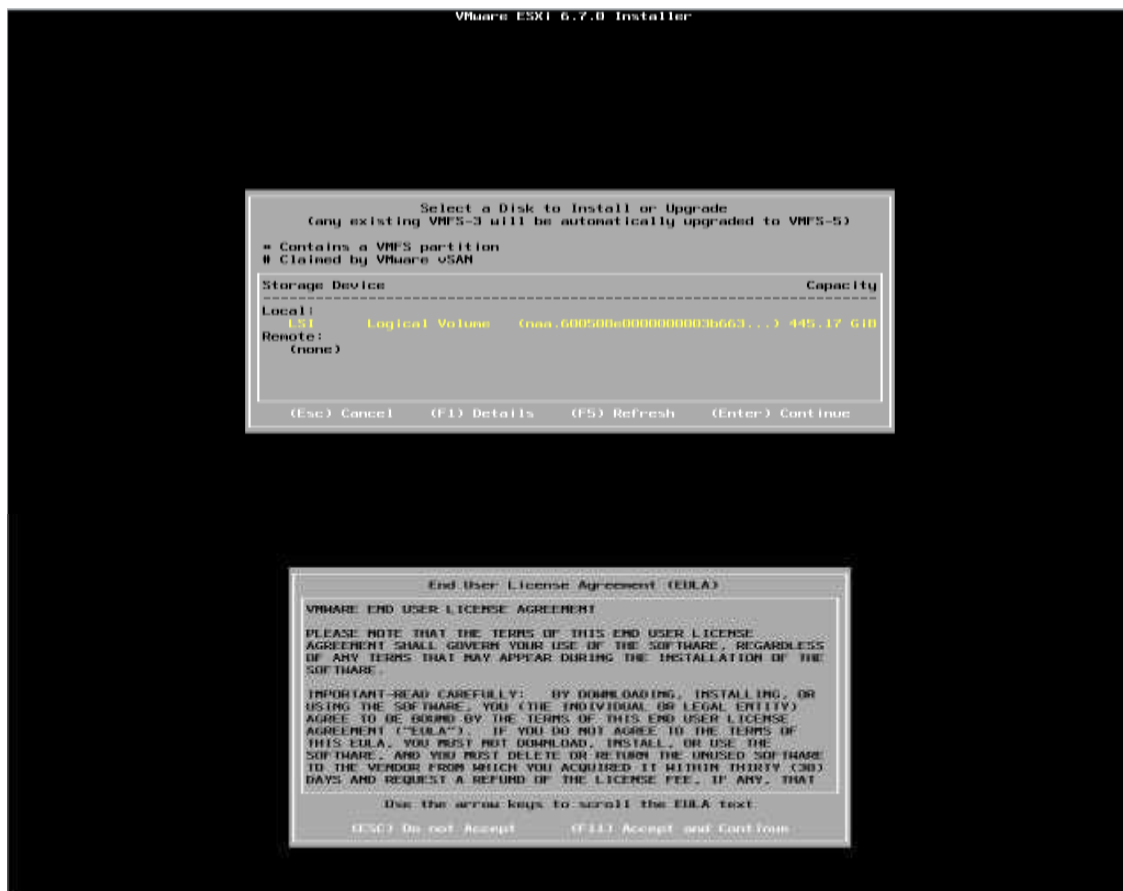 VMware ESXi 6.7.0 Installer
Select a Disk to Install or Upgrade
(any existing VMFS-3 will be automatically upgraded to VMFS-5)
* Contains a VMFS partition
# Claimed by VMware vSAN
Storage Device Capacity
Local:
LSI Logical Volume (naa.600508e0000000003b663...) 445.17 GiB
Remote:
(none)
(Esc) Cancel (F1) Details (F5) Refresh (Enter) Continue
End User License Agreement (EULA)
VMWARE END USER LICENSE AGREEMENT
PLEASE NOTE THAT THE TERMS OF THIS END USER LICENSE
AGREEMENT SHALL GOVERN YOUR USE OF THE SOFTWARE, REGARDLESS
OF ANY TERMS THAT MAY APPEAR DURING THE INSTALLATION OF THE
SOFTWARE.
IMPORTANT-READ CAREFULLY: BY DOWNLOADING, INSTALLING, OR
USING THE SOFTWARE, YOU (THE INDIVIDUAL OR LEGAL ENTITY)
AGREE TO BE BOUND BY THE TERMS OF THIS END USER LICENSE
AGREEMENT ("EULA"). IF YOU DO NOT AGREE TO THE TERMS OF
THIS EULA, YOU MUST NOT DOWNLOAD, INSTALL, OR USE THE
SOFTWARE, AND YOU MUST DELETE OR RETURN THE UNUSED SOFTWARE
TO THE VENDOR FROM WHICH YOU ACQUIRED IT WITHIN THIRTY (30)
DAYS AND REQUEST A REFUND OF THE LICENSE FEE, IF ANY, THAT
Use the arrow keys to scroll the EULA text
(ESC) Do not Accept (F11) Accept and Continue